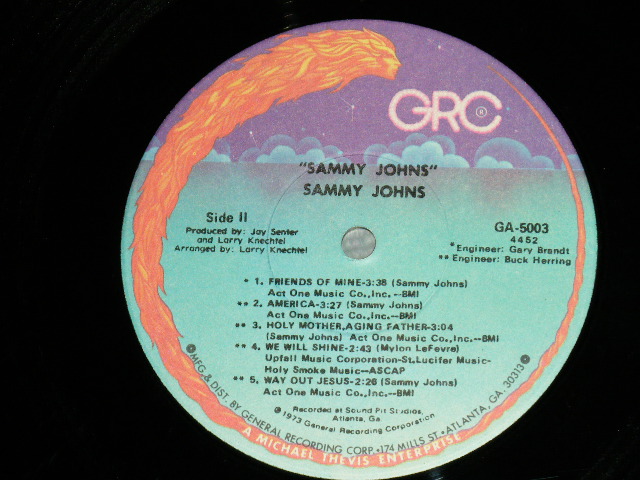 GRC ®
"SAMMY JOHNS"
SAMMY JOHNS
Side II
Produced by: Jay Senter
and Larry Knechtel
Arranged by: Larry Knechtel
GA-5003
4452
*Engineer: Gary Brandt
**Engineer: Buck Herring
* 1. FRIENDS OF MINE-3:38 (Sammy Johns)
Act One Music Co.,Inc.--BMI
** 2. AMERICA-3:27 (Sammy Johns)
Act One Music Co.,Inc.--BMI
** 3. HOLY MOTHER,AGING FATHER-3:04
(Sammy Johns) Act One Music Co.,Inc.--BMI
** 4. WE WILL SHINE-2:43 (Mylon LeFevre)
Upfall Music Corporation-St.Lucifer Music-
Holy Smoke Music--ASCAP
** 5. WAY OUT JESUS-2:26 (Sammy Johns)
Act One Music Co.,Inc.--BMI
Recorded at Sound Pit Studios,
Atlanta, Ga
℗ 1973 General Recording Corporation
MFG. & DIST. BY GENERAL RECORDING CORP. • 174 MILLS ST. • ATLANTA, GA. 30313
A MICHAEL THEVIS ENTERPRISE